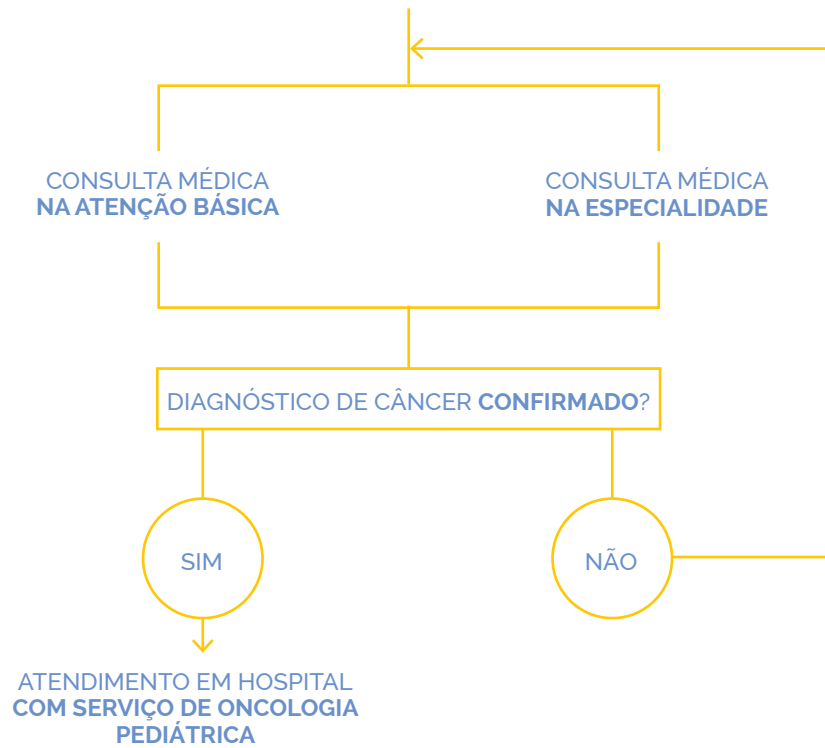 CONSULTA MÉDICA
NA ATENÇÃO BÁSICA
CONSULTA MÉDICA
NA ESPECIALIDADE
DIAGNÓSTICO DE CÂNCER CONFIRMADO?
SIM
NÃO
ATENDIMENTO EM HOSPITAL
COM SERVIÇO DE ONCOLOGIA
PEDIÁTRICA